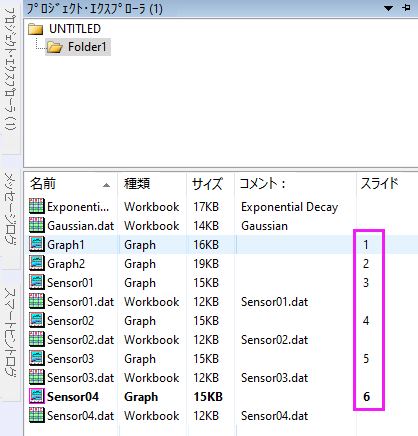 プロジェクト・エクスプローラ (1)
プロジェクト・エクスプローラ (1)
メッセージログ
スマートヒントログ
UNTITLED
Folder1
名前 種類 サイズ コメント： スライド
Exponenti... Workbook 17KB Exponential Decay
Gaussian.dat Workbook 14KB Gaussian
Graph1 Graph 16KB 1
Graph2 Graph 19KB 2
Sensor01 Graph 15KB 3
Sensor01.dat Workbook 12KB Sensor01.dat
Sensor02 Graph 15KB 4
Sensor02.dat Workbook 12KB Sensor02.dat
Sensor03 Graph 15KB 5
Sensor03.dat Workbook 12KB Sensor03.dat
Sensor04 Graph 15KB 6
Sensor04.dat Workbook 12KB Sensor04.dat